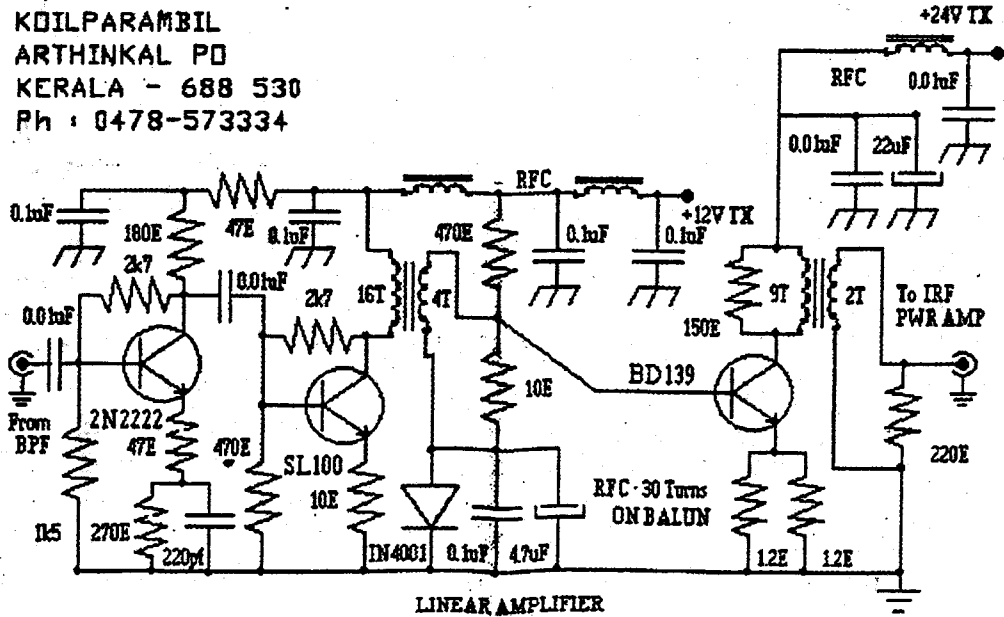 KOILPARAMBIL
ARTHINKAL PO
KERALA - 688 530
Ph : 0478-573334
+24V TX
RFC
0.01uF
0.01uF
22uF
0.1uF
180E
47E
0.1uF
RFC
470E
0.1uF
0.1uF
+12V TX
2k7
0.01uF
2k7
16T
4T
9T
2T
150E
To IRF
PWR AMP
0.01uF
From
BPF
2N2222
47E
470E
SL100
10E
10E
BD139
220E
1k5
270E
220pf
IN4001
0.1uF
4.7uF
RFC - 30 Turns
ON BALUN
1.2E
1.2E
LINEAR AMPLIFIER